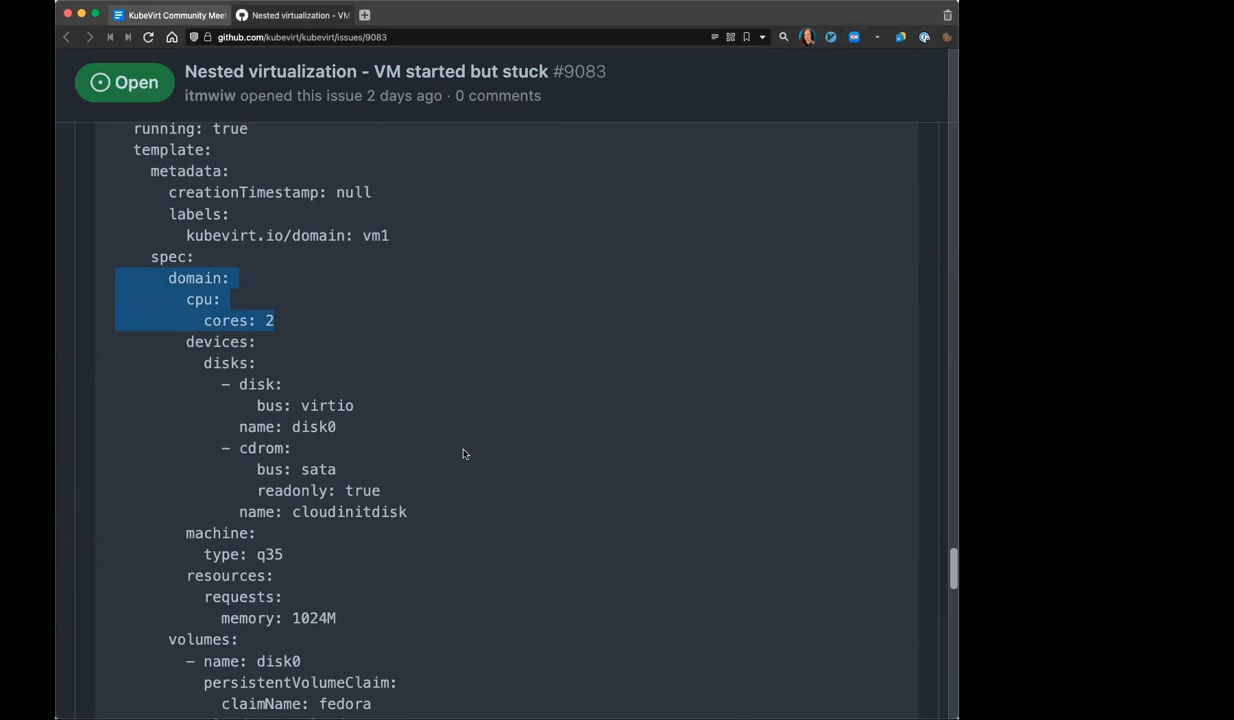 KubeVirt Community Meet
Nested virtualization - VM
github.com/kubevirt/kubevirt/issues/9083
Open
Nested virtualization - VM started but stuck #9083
itmwiw opened this issue 2 days ago · 0 comments
running: true
template:
metadata:
creationTimestamp: null
labels:
kubevirt.io/domain: vm1
spec:
domain:
cpu:
cores: 2
devices:
disks:
- disk:
bus: virtio
name: disk0
- cdrom:
bus: sata
readonly: true
name: cloudinitdisk
machine:
type: q35
resources:
requests:
memory: 1024M
volumes:
- name: disk0
persistentVolumeClaim:
claimName: fedora